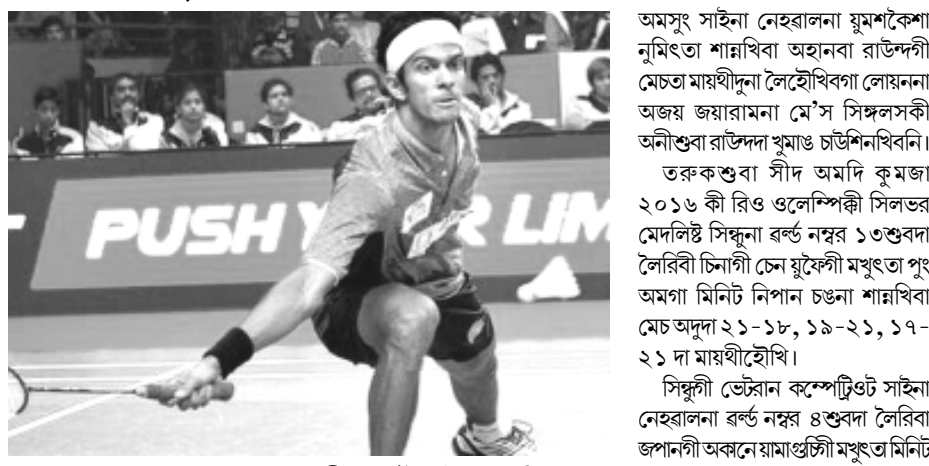 PUSH Y R LIM
অমসুং সাইনা নেহৱালনা য়ুমশকৈশা
নুমিৎতা শান্নখিবা অহানবা রাউন্দগী
মেচতা মায়থীদুনা লৈহৌখিবগা লোয়ননা
অজয় জয়ারামনা মে'স সিঙ্গলসকী
অনীশুবা রাউন্দদা খুমাঙ চাউশিনখিবনি।
তরুকশুবা সীদ অমদি কুমজা
২০১৬ কী রিও ওলেম্পিক্কী সিলভর
মেদলিষ্ট সিন্ধুনা ৱর্ল্ড নম্বর ১৩শুবদা
লৈরিবী চিনাগী চেন য়ুফৈগী মখুৎতা পুং
অমগা মিনিট নিপান চঙনা শান্নখিবা
মেচ অদুদা ২১-১৮, ১৯-২১, ১৭-
২১ দা মায়থীহৌখি।
সিন্ধুগী ভেটরান কম্পেট্রিওট সাইনা
নেহৱালনা ৱর্ল্ড নম্বর ৪শুবদা লৈরিবা
জপানগী অকানে য়ামাগুচিগী মখুৎতা মিনিট